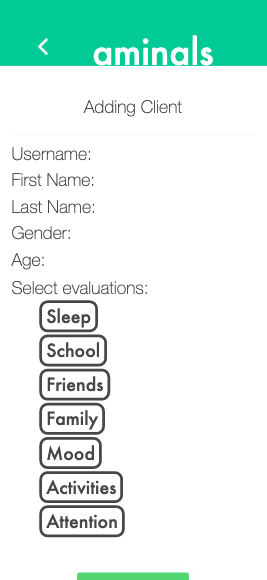 aminals
Adding Client
Username:
First Name:
Last Name:
Gender:
Age:
Select evaluations:
Sleep
School
Friends
Family
Mood
Activities
Attention